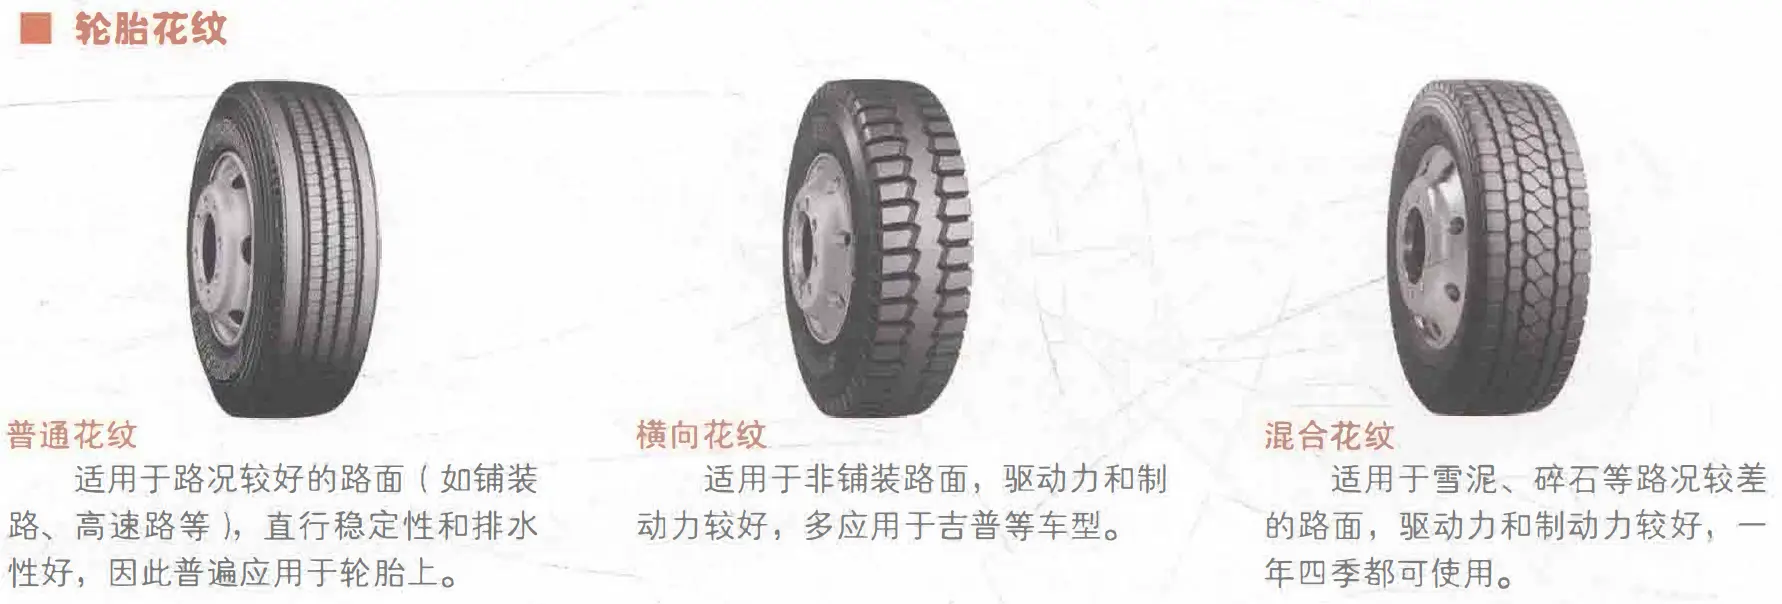 轮胎花纹
普通花纹
适用于路况较好的路面（如铺装
路、高速路等），直行稳定性和排水
性好，因此普遍应用于轮胎上。
横向花纹
适用于非铺装路面，驱动力和制
动力较好，多应用于吉普等车型。
混合花纹
适用于雪泥、碎石等路况较差
的路面，驱动力和制动力较好，一
年四季都可使用。